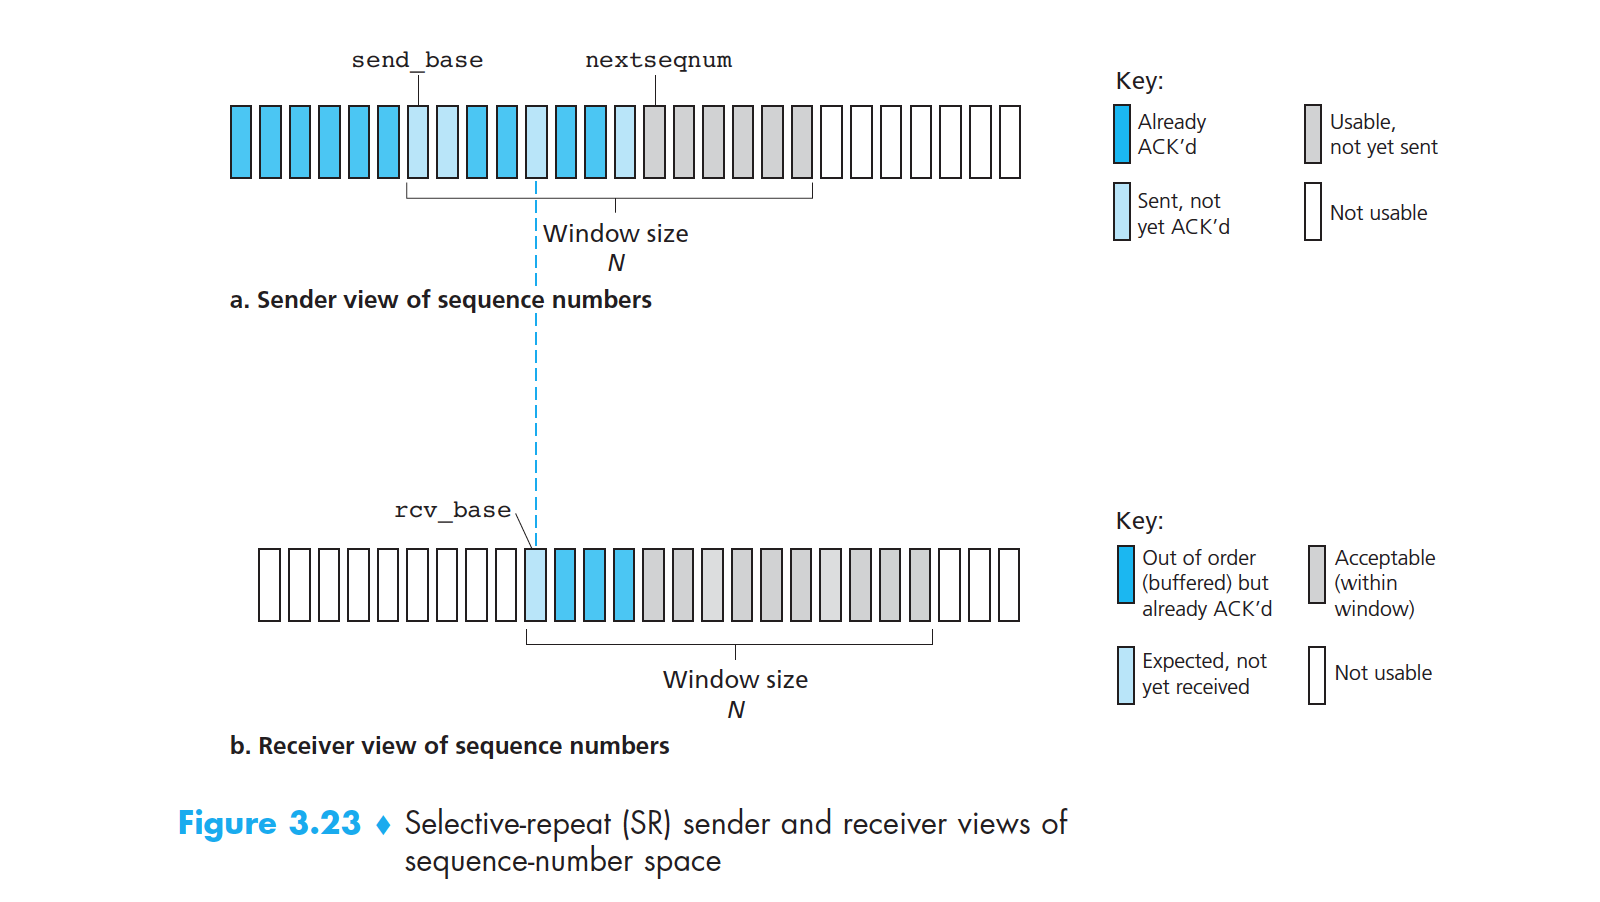 send_base
nextseqnum
Key:
Already
ACK’d
Usable,
not yet sent
Sent, not
yet ACK’d
Not usable
Window size
N
a. Sender view of sequence numbers
rcv_base
Key:
Out of order
(buffered) but
already ACK’d
Acceptable
(within
window)
Expected, not
yet received
Not usable
Window size
N
b. Receiver view of sequence numbers
Figure 3.23 ♦ Selective-repeat (SR) sender and receiver views of
sequence-number space